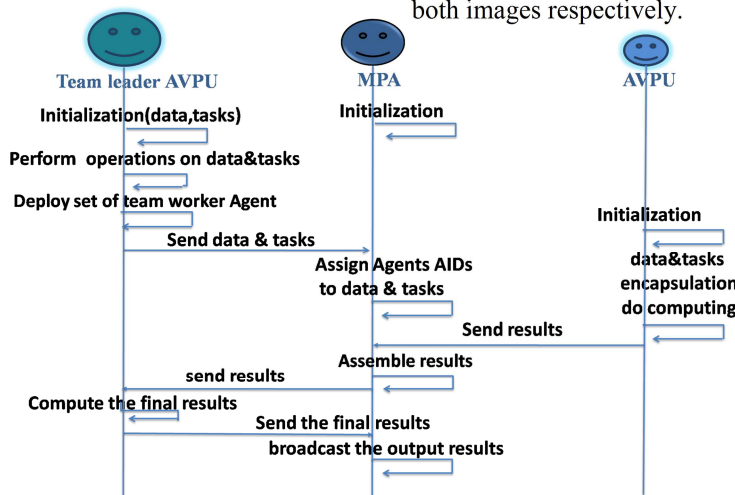 both images respectively.
Team leader AVPU
MPA
AVPU
Initialization(data,tasks)
Initialization
Perform operations on data&tasks
Deploy set of team worker Agent
Initialization
Send data & tasks
data&tasks
encapsulation
do computing
Assign Agents AIDs
to data & tasks
Send results
Assemble results
send results
Compute the final results
Send the final results
broadcast the output results